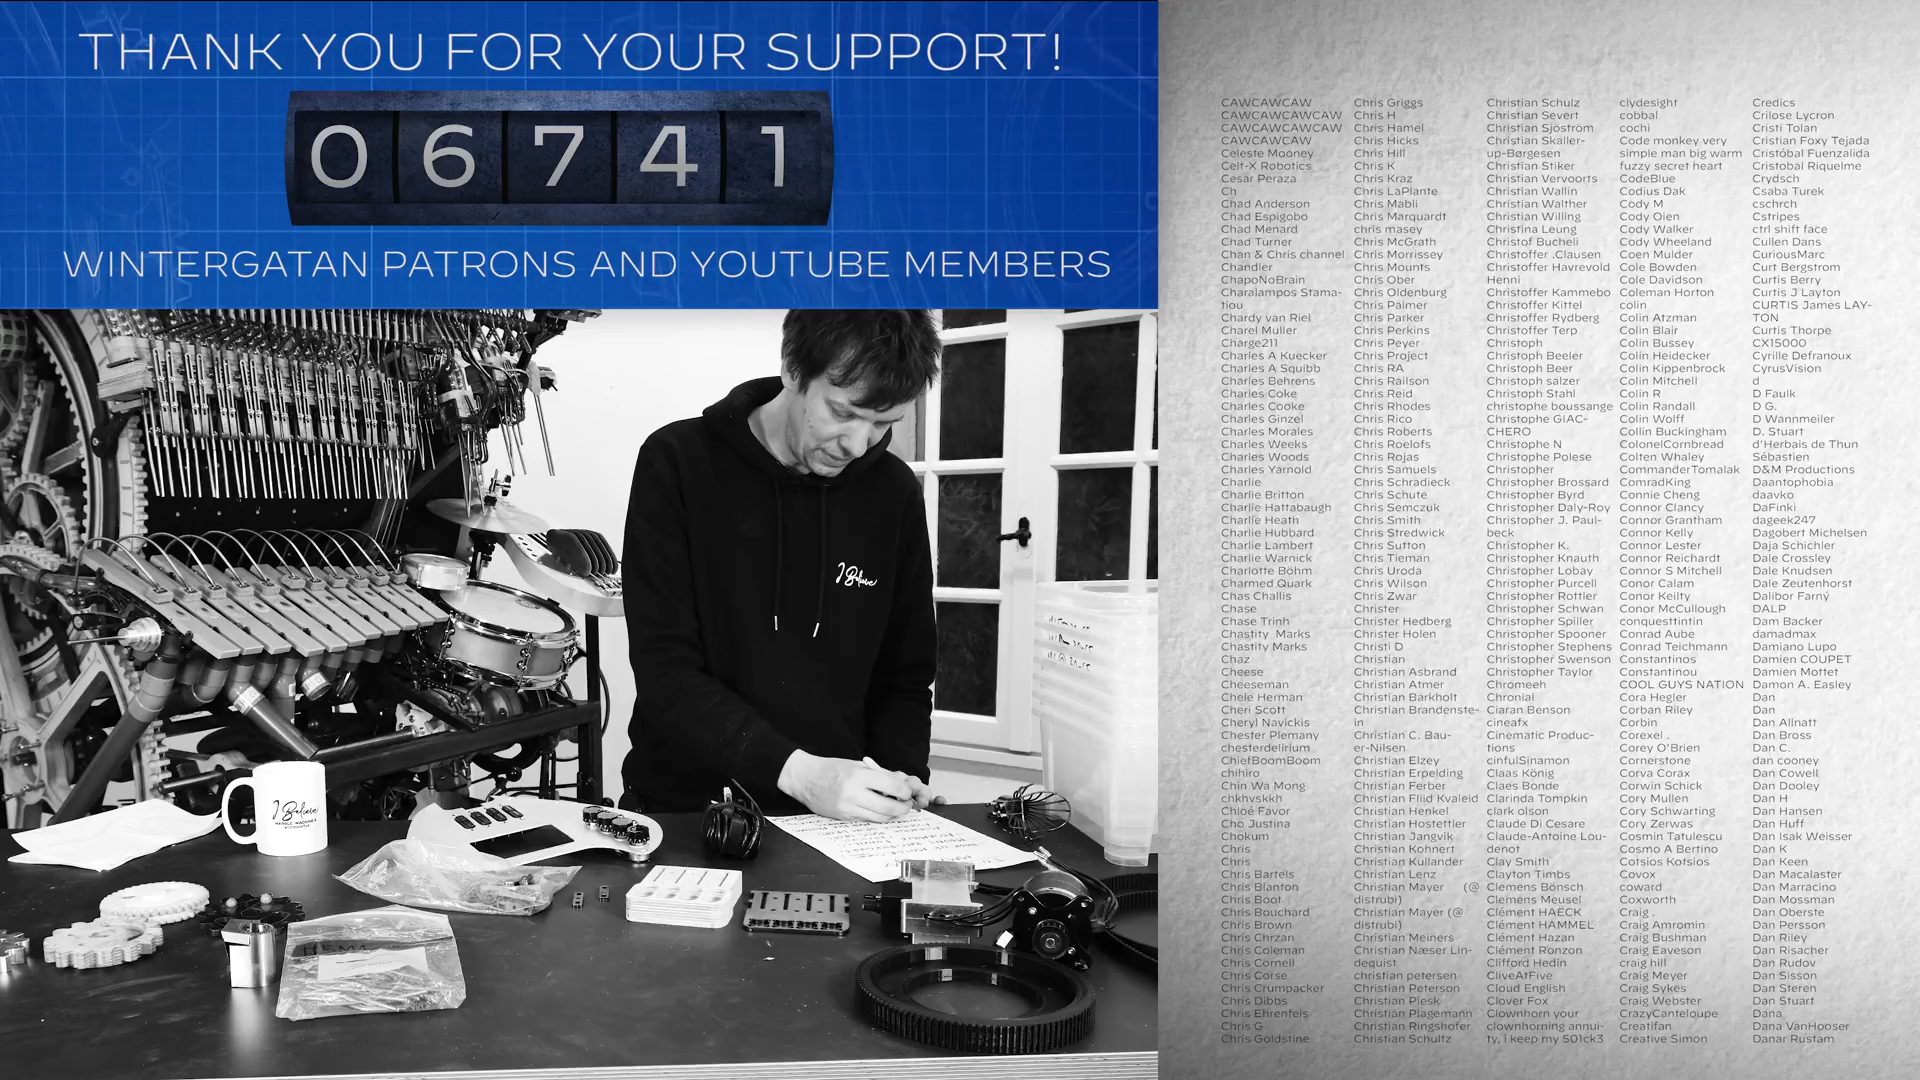 THANK YOU FOR YOUR SUPPORT!
06741
WINTERGATAN PATRONS AND YOUTUBE MEMBERS
I Believe
I Believe
MARBLE MACHINES
WINTERGATAN
CAWCAWCAW
CAWCAWCAWCAW
CAWCAWCAWCAW
CAWCAWCAW
Celeste Mooney
Celt-X Robotics
Cesar Peraza
Ch
Chad Anderson
Chad Espigobo
Chad Menard
Chad Turner
Chan & Chris channel
Chandler
ChapoNoBrain
Charalampos Stama-
tiou
Chardy van Riel
Charel Muller
Charge211
Charles A Kuecker
Charles A Squibb
Charles Behrens
Charles Coke
Charles Cooke
Charles Ginzel
Charles Morales
Charles Weeks
Charles Woods
Charles Yarnold
Charlie
Charlie Britton
Charlie Hattabaugh
Charlie Heath
Charlie Hubbard
Charlie Lambert
Charlie Warnick
Charlotte Böhm
Charmed Quark
Chas Challis
Chase
Chase Trinh
Chastity  Marks
Chastity Marks
Chaz
Cheese
Cheeseman
Chele Herman
Cheri Scott
Cheryl Navickis
Chester Plemany
chesterdelirium
ChiefBoomBoom
chihiro
Chin Wa Mong
chkhvskkh
Chloé Favor
Cho Justina
Chokum
Chris
Chris
Chris Bartels
Chris Blanton
Chris Boot
Chris Bouchard
Chris Brown
Chris Chrzan
Chris Coleman
Chris Cornell
Chris Corse
Chris Crumpacker
Chris Dibbs
Chris Ehrenfels
Chris G
Chris Goldstine
Chris Griggs
Chris H
Chris Hamel
Chris Hicks
Chris Hill
Chris K
Chris Kraz
Chris LaPlante
Chris Mabli
Chris Marquardt
chris masey
Chris McGrath
Chris Morrissey
Chris Mounts
Chris Ober
Chris Oldenburg
Chris Palmer
Chris Parker
Chris Perkins
Chris Peyer
Chris Project
Chris RA
Chris Railson
Chris Reid
Chris Rhodes
Chris Rico
Chris Roberts
Chris Roelofs
Chris Rojas
Chris Samuels
Chris Schradieck
Chris Schute
Chris Semczuk
Chris Smith
Chris Stredwick
Chris Sutton
Chris Tieman
Chris Uroda
Chris Wilson
Chris Zwar
Christer
Christer Hedberg
Christer Holen
Christi D
Christian
Christian Asbrand
Christian Atmer
Christian Barkholt
Christian Brandenste-
in
Christian C. Bau-
er-Nilsen
Christian Elzey
Christian Erpelding
Christian Ferber
Christian Fliid Kvaleid
Christian Henkel
Christian Hostettler
Christian Jangvik
Christian Kohnert
Christian Kullander
Christian Lenz
Christian Mayer (@
distrubi)
Christian Mayer (@
distrubi)
Christian Meiners
Christian Næser Lin-
dequist
christian petersen
Christian Peterson
Christian Plesk
Christian Plagemann
Christian Ringshofer
Christian Schultz
Christian Schulz
Christian Severt
Christian Sjöström
Christian Skaller-
up-Børgesen
Christian Stiker
Christian Vervoorts
Christian Wallin
Christian Walther
Christian Willing
Christina Leung
Christof Bucheli
Christoffer .Clausen
Christoffer Havrevold
Henni
Christoffer Kammebo
Christoffer Kittel
Christoffer Rydberg
Christoffer Terp
Christoph
Christoph Beeler
Christoph Beer
Christoph salzer
Christoph Stahl
christophe boussange
Christophe GiAC-
CHERO
Christophe N
Christophe Polese
Christopher
Christopher Brossard
Christopher Byrd
Christopher Daly-Roy
Christopher J. Paul-
beck
Christopher K.
Christopher Knauth
Christopher Lobay
Christopher Purcell
Christopher Rottler
Christopher Schwan
Christopher Spiller
Christopher Spooner
Christopher Stephens
Christopher Swenson
Christopher Taylor
Chromeeh
Chronial
Ciaran Benson
cineafx
Cinematic Produc-
tions
cinfulSinamon
Claas König
Claes Bonde
Clarinda Tompkin
clark olson
Claude Di Cesare
Claude-Antoine Lou-
denot
Clay Smith
Clayton Timbs
Clemens Bönsch
Clemens Meusel
Clément HAËCK
Clément HAMMEL
Clément Hazan
Clément Ronzon
Clifford Hedin
CliveAtFive
Cloud English
Clover Fox
Clownhorn your
clownhorning annui-
ty, i keep my 501ck3
clydesight
cobbal
cochi
Code monkey very
simple man big warm
fuzzy secret heart
CodeBlue
Codius Dak
Cody M
Cody Oien
Cody Walker
Cody Wheeland
Coen Mulder
Cole Bowden
Cole Davidson
Coleman Horton
colin
Colin Atzman
Colin Blair
Colin Bussey
Colin Heidecker
Colin Kippenbrock
Colin Mitchell
Colin R
Colin Randall
Colin Wolff
Collin Buckingham
ColonelCornbread
Colten Whaley
CommanderTomalak
ComradKing
Connie Cheng
Connor Clancy
Connor Grantham
Connor Kelly
Connor Lester
Connor Reichardt
Connor S Mitchell
Conor Calam
Conor Keilty
Conor McCullough
conquesttintin
Conrad Aube
Conrad Teichmann
Constantinos
Constantinou
COOL GUYS NATION
Cora Hegler
Corban Riley
Corbin
Corexel .
Corey O'Brien
Cornerstone
Corva Corax
Corwin Schick
Cory Mullen
Cory Schwarting
Cory Zerwas
Cosmin Tatulescu
Cosmo A Bertino
Cotsios Kotsios
Covox
coward
Coxworth
Craig .
Craig Amromin
Craig Bushman
Craig Eaveson
craig hill
Craig Meyer
Craig Sykes
Craig Webster
CrazyCanteloupe
Creatifan
Creative Simon
Credics
Crilose Lycron
Cristi Tolan
Cristian Foxy Tejada
Cristóbal Fuenzalida
Cristobal Riquelme
Crydsch
Csaba Turek
cschrch
Cstripes
ctrl shift face
Cullen Dans
CuriousMarc
Curt Bergstrom
Curtis Berry
Curtis J Layton
CURTIS James LAY-
TON
Curtis Thorpe
CX15000
Cyrille Defranoux
CyrusVision
d
D Faulk
D G.
D Wannmeiler
D. Stuart
d'Herbais de Thun
Sébastien
D&M Productions
Daantophobia
daavko
DaFinki
dageek247
Dagobert Michelsen
Daja Schichler
Dale Crossley
Dale Knudsen
Dale Zeutenhorst
Dalibor Farný
DALP
Dam Backer
damadmax
Damiano Lupo
Damien COUPET
Damien Mottet
Damon A. Easley
Dan
Dan
Dan Allnatt
Dan Bross
Dan C.
dan cooney
Dan Cowell
Dan Dooley
Dan H
Dan Hansen
Dan Huff
Dan Isak Weisser
Dan K
Dan Keen
Dan Macalaster
Dan Marracino
Dan Mossman
Dan Oberste
Dan Persson
Dan Riley
Dan Risacher
Dan Rudov
Dan Sisson
Dan Steren
Dan Stuart
Dana
Dana VanHooser
Danar Rustam